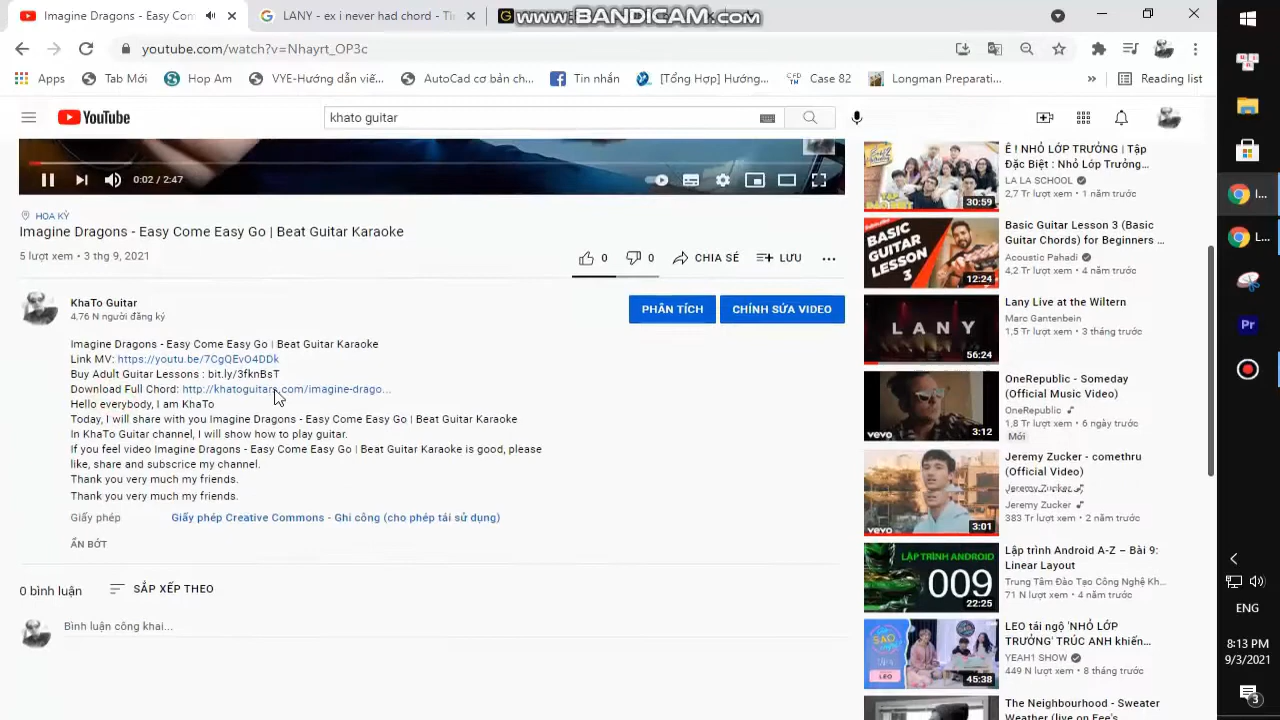 Imagine Dragons - Easy Com
LANY - ex i never had chord - Th
www.BANDICAM.com
youtube.com/watch?v=Nhayrt_OP3c
Apps
Tab Mới
Hop Am
VYE-Hướng dẫn viế...
AutoCad cơ bản ch...
Tin nhắn
[Tổng Hợp] Hướng...
Case 82
Longman Preparati...
»
Reading list
YouTube
khato guitar
0:02 / 2:47
HOA KỲ
Imagine Dragons - Easy Come Easy Go | Beat Guitar Karaoke
5 lượt xem • 3 thg 9, 2021
0
0
CHIA SẺ
LƯU
KhaTo Guitar
4,76 N người đăng ký
PHÂN TÍCH
CHỈNH SỬA VIDEO
Imagine Dragons - Easy Come Easy Go | Beat Guitar Karaoke
Link MV: https://youtu.be/7CgQEvO4DDk
Buy Adult Guitar Lessons : bit.ly/3fknBsT
Download Full Chord: http://khatoguitar /imagine-drago...
Hello everybody, I am KhaTo
Today, I will share with you Imagine Dragons - Easy Come Easy Go | Beat Guitar Karaoke
In KhaTo Guitar channel, I will show how to play guitar.
If you feel video Imagine Dragons - Easy Come Easy Go | Beat Guitar Karaoke is good, please
like, share and subscrice my channel.
Thank you very much my friends.
Thank you very much my friends.
Giấy phép
Giấy phép Creative Commons - Ghi công (cho phép tái sử dụng)
ẨN BỚT
0 bình luận
SẮP XẾP THEO
Bình luận công khai...
Ê ! NHỎ LỚP TRƯỞNG | Tập
Đặc Biệt : Nhỏ Lớp Trưởng...
LA LA SCHOOL
2,7 Tr lượt xem • 1 năm trước
30:59
BASIC
GUITAR
LESSON
3
12:24
Basic Guitar Lesson 3 (Basic
Guitar Chords) for Beginners ...
Acoustic Pahadi
4,2 Tr lượt xem • 4 năm trước
LANY
56:24
Lany Live at the Wiltern
Marc Gantenbein
1,5 Tr lượt xem • 3 tháng trước
vevo
3:12
OneRepublic - Someday
(Official Music Video)
OneRepublic
1,8 Tr lượt xem • 6 ngày trước
Mới
vevo
3:01
Jeremy Zucker - comethru
(Official Video)
Jeremy Zucker
Jeremy Zucker
383 Tr lượt xem • 2 năm trước
LẬP TRÌNH ANDROID
009
22:25
Lập trình Android A-Z – Bài 9:
Linear Layout
Trung Tâm Đào Tạo Công Nghệ Kh...
71 N lượt xem • 4 năm trước
LEO
45:38
LEO tái ngộ 'NHỎ LỚP
TRƯỞNG' TRÚC ANH khiến...
YEAH1 SHOW
449 N lượt xem • 8 tháng trước
The Neighbourhood - Sweater
Weather (live on Fee's
I...
L...
Pr
ENG
8:13 PM
9/3/2021
3